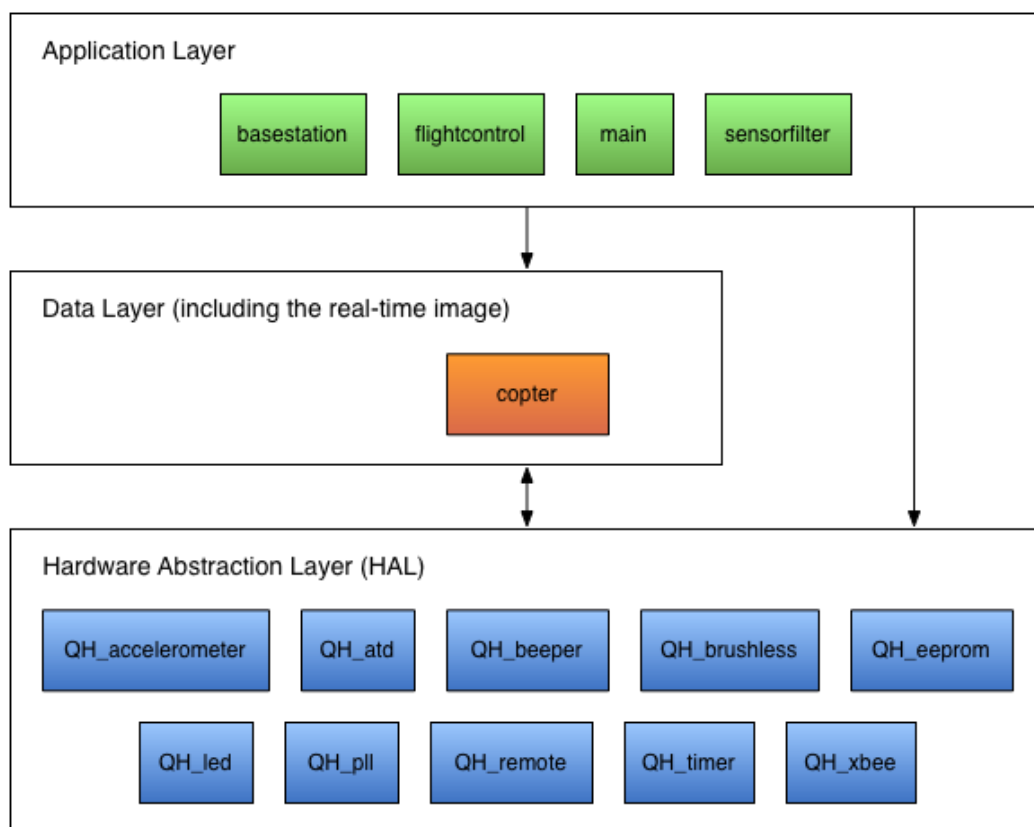 Application Layer
basestation
flightcontrol
main
sensorfilter
Data Layer (including the real-time image)
copter
Hardware Abstraction Layer (HAL)
QH_accelerometer
QH_atd
QH_beeper
QH_brushless
QH_eeprom
QH_led
QH_pll
QH_remote
QH_timer
QH_xbee